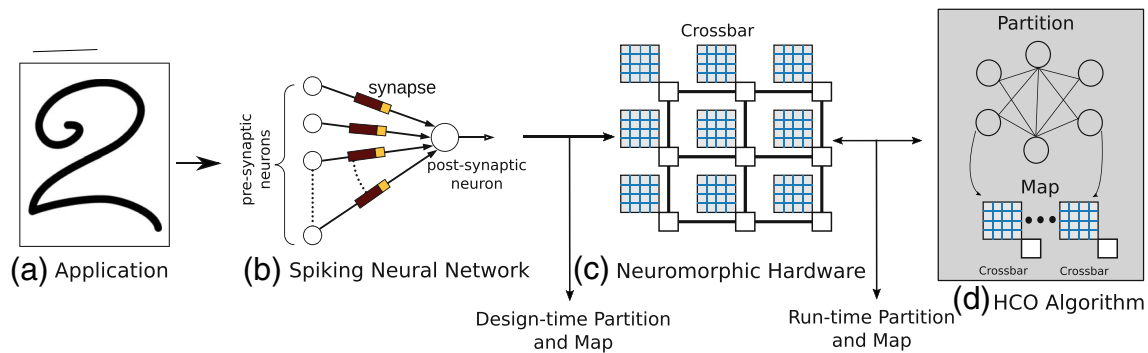 2
(a) Application
pre-synaptic
neurons
synapse
post-synaptic
neuron
(b) Spiking Neural Network
Crossbar
(c) Neuromorphic Hardware
Design-time Partition
and Map
Run-time Partition
and Map
Partition
Map
Crossbar Crossbar
(d) HCO Algorithm